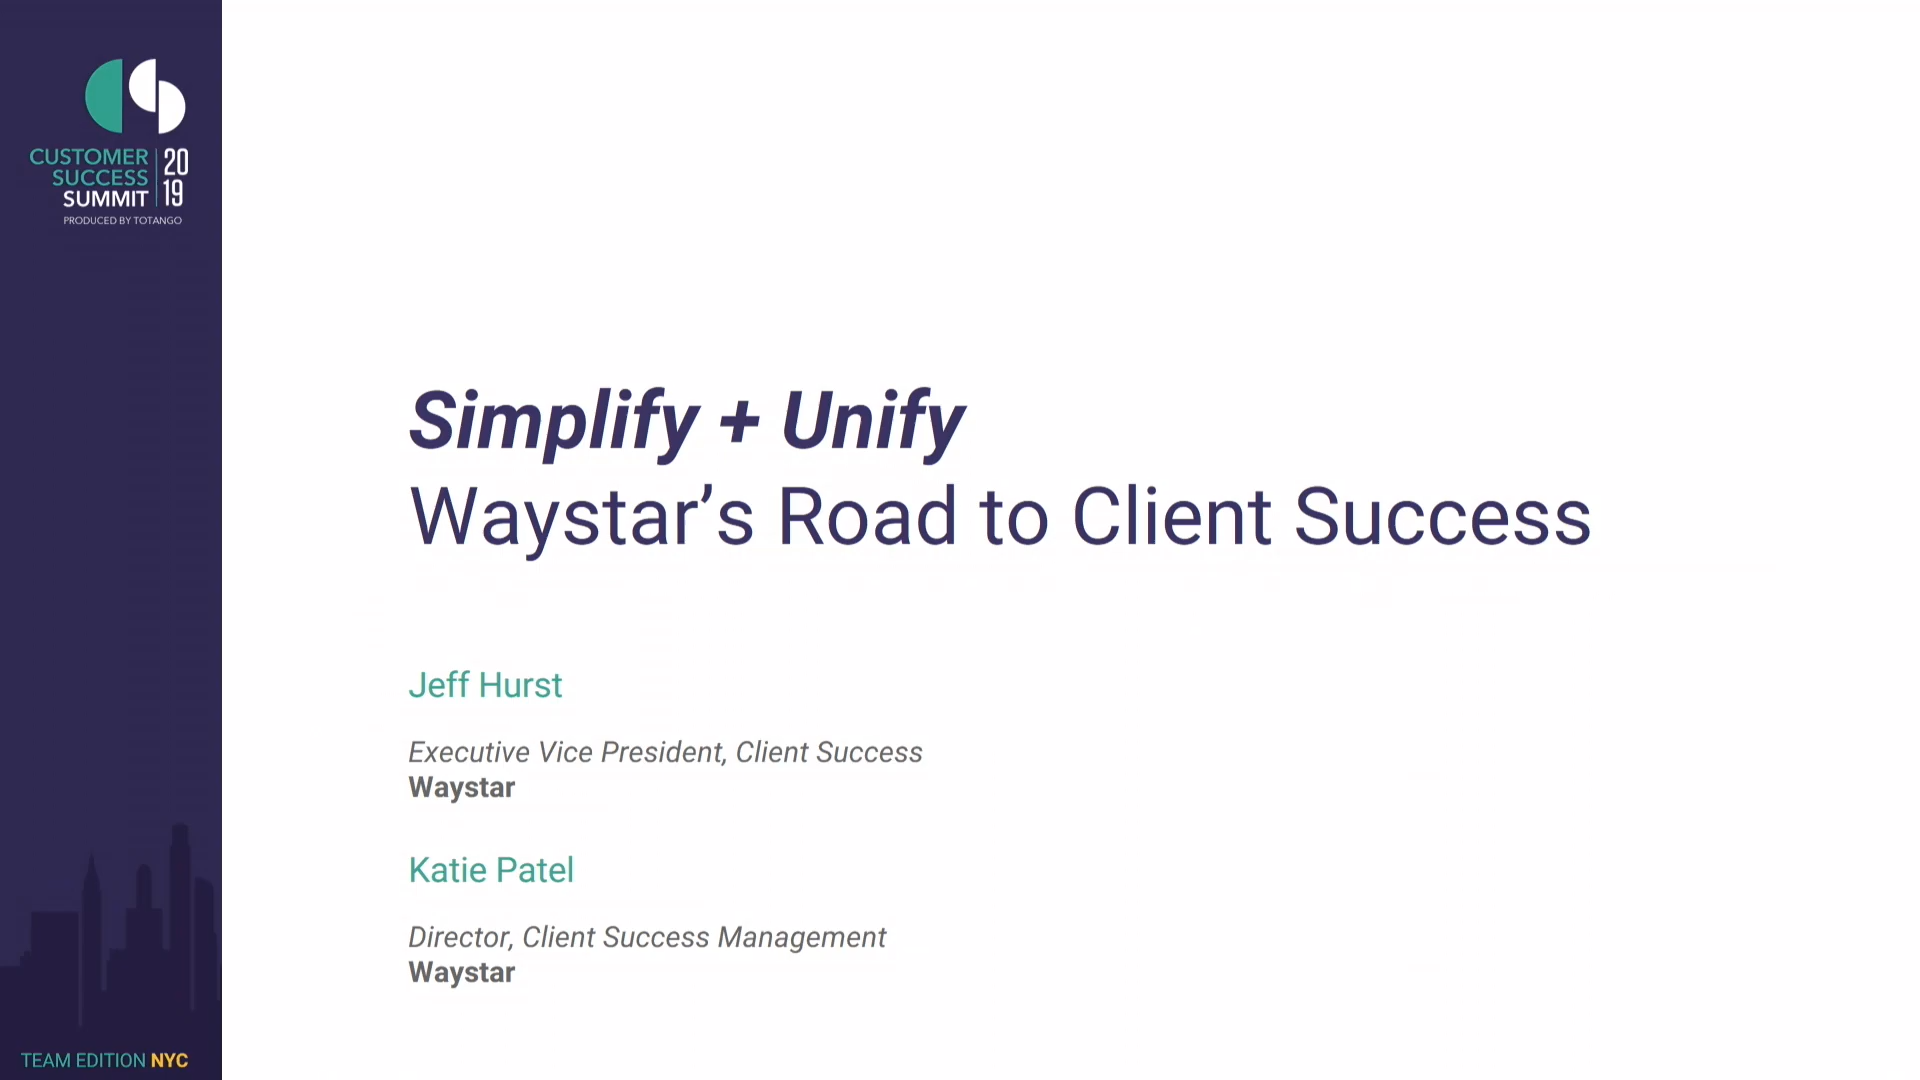 CUSTOMER
SUCCESS
SUMMIT
20
19
PRODUCED BY TOTANGO
Simplify + Unify
Waystar’s Road to Client Success
Jeff Hurst
Executive Vice President, Client Success
Waystar
Katie Patel
Director, Client Success Management
Waystar
TEAM EDITION NYC